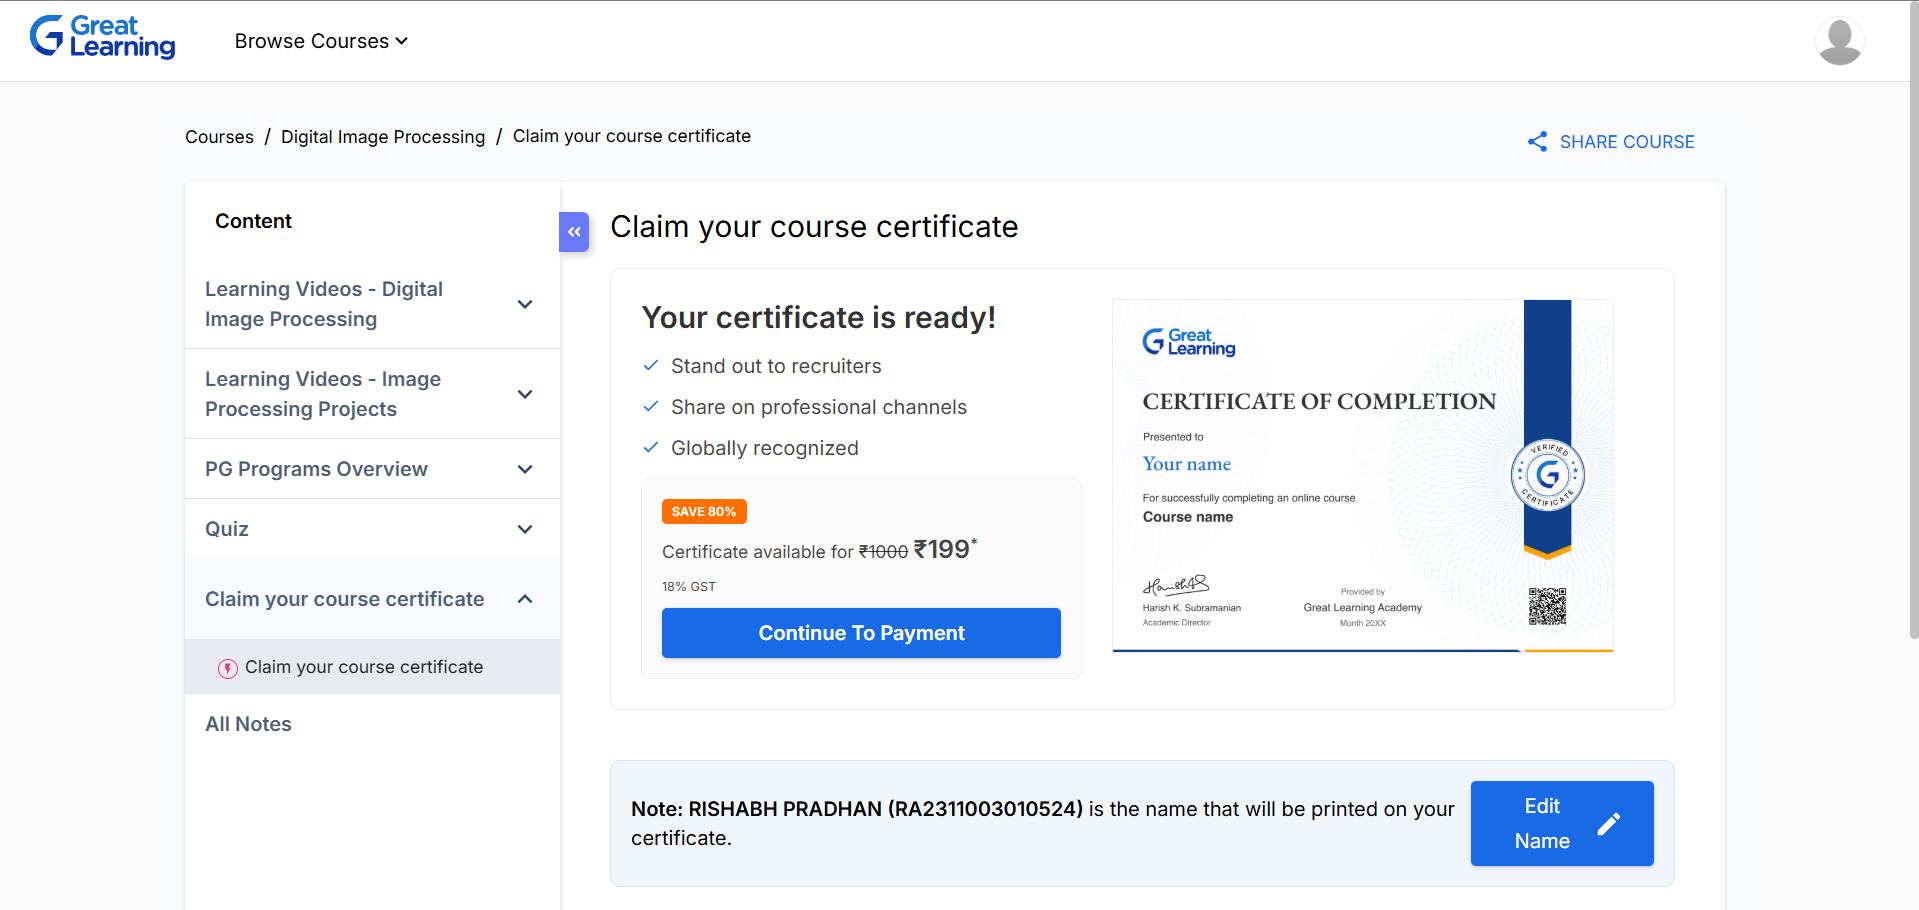 Great
Learning
Browse Courses
Courses / Digital Image Processing / Claim your course certificate
SHARE COURSE
Content
Learning Videos - Digital
Image Processing
Learning Videos - Image
Processing Projects
PG Programs Overview
Quiz
Claim your course certificate
Claim your course certificate
All Notes
Claim your course certificate
Your certificate is ready!
Stand out to recruiters
Share on professional channels
Globally recognized
SAVE 80%
Certificate available for ₹1000 ₹199*
18% GST
Continue To Payment
Great
Learning
CERTIFICATE OF COMPLETION
Presented to
Your name
For successfully completing an online course
Course name
VERIFIED
CERTIFICATE
Harish K. Subramanian
Academic Director
Provided by
Great Learning Academy
Month 20XX
Note: RISHABH PRADHAN (RA2311003010524) is the name that will be printed on your
certificate.
Edit
Name